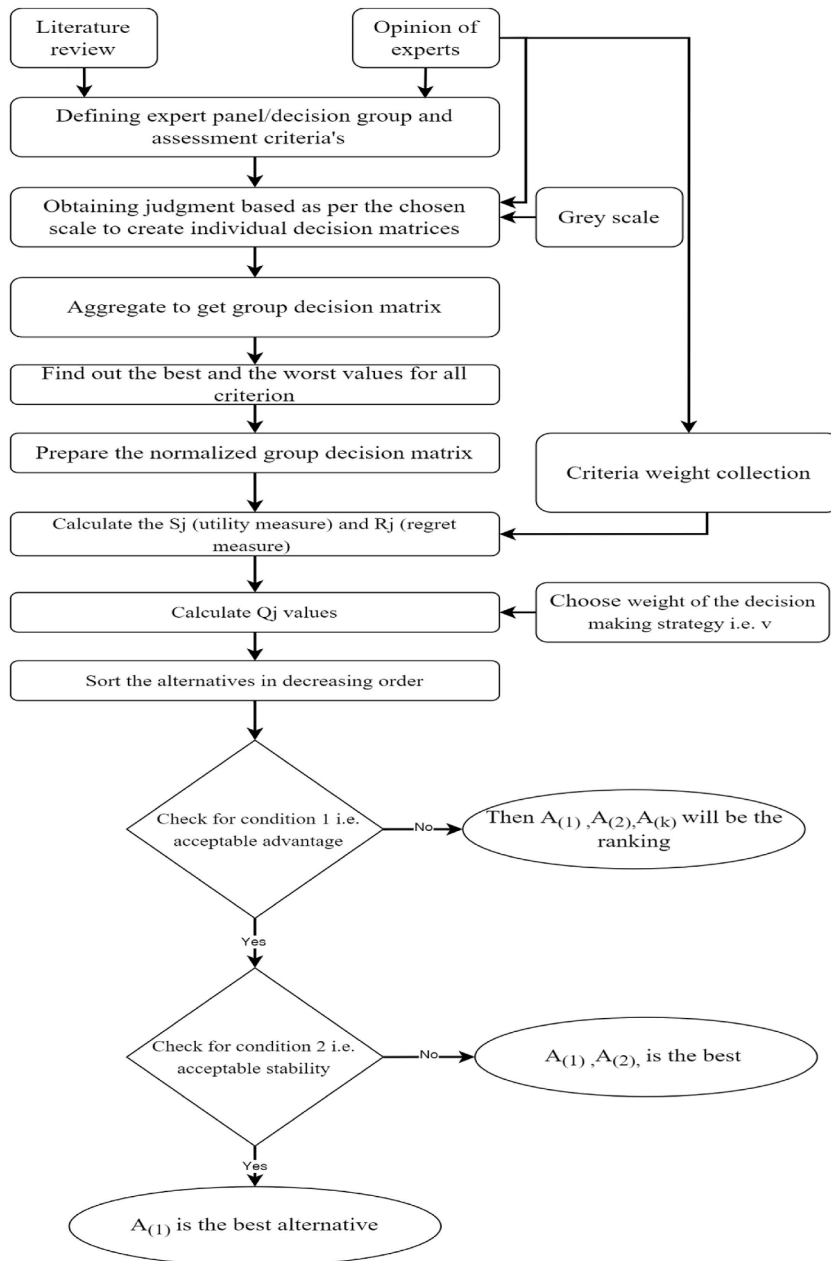 Literature
review
Opinion of
experts
Defining expert panel/decision group and
assessment criteria's
Obtaining judgment based as per the chosen
scale to create individual decision matrices
Grey scale
Aggregate to get group decision matrix
Find out the best and the worst values for all
criterion
Prepare the normalized group decision matrix
Criteria weight collection
Calculate the Sj (utility measure) and Rj (regret
measure)
Calculate Qj values
Choose weight of the decision
making strategy i.e. v
Sort the alternatives in decreasing order
Check for condition 1 i.e.
acceptable advantage
No
Then A(1) ,A(2),A(k) will be the
ranking
Yes
Check for condition 2 i.e.
acceptable stability
No
A(1) ,A(2), is the best
Yes
A(1) is the best alternative